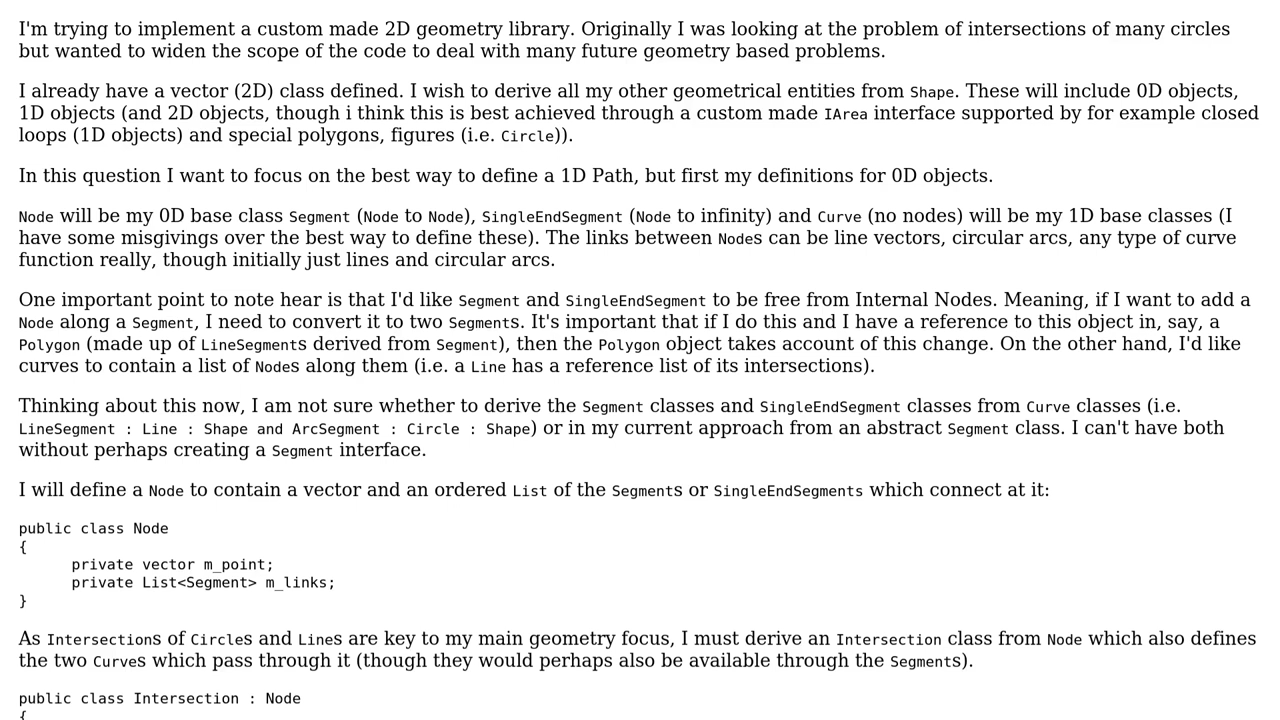 I'm trying to implement a custom made 2D geometry library. Originally I was looking at the problem of intersections of many circles
but wanted to widen the scope of the code to deal with many future geometry based problems.
I already have a vector (2D) class defined. I wish to derive all my other geometrical entities from Shape. These will include 0D objects,
1D objects (and 2D objects, though i think this is best achieved through a custom made IArea interface supported by for example closed
loops (1D objects) and special polygons, figures (i.e. Circle)).
In this question I want to focus on the best way to define a 1D Path, but first my definitions for 0D objects.
Node will be my 0D base class Segment (Node to Node), SingleEndSegment (Node to infinity) and Curve (no nodes) will be my 1D base classes (I
have some misgivings over the best way to define these). The links between Nodes can be line vectors, circular arcs, any type of curve
function really, though initially just lines and circular arcs.
One important point to note hear is that I'd like Segment and SingleEndSegment to be free from Internal Nodes. Meaning, if I want to add a
Node along a Segment, I need to convert it to two Segments. It's important that if I do this and I have a reference to this object in, say, a
Polygon (made up of LineSegments derived from Segment), then the Polygon object takes account of this change. On the other hand, I'd like
curves to contain a list of Nodes along them (i.e. a Line has a reference list of its intersections).
Thinking about this now, I am not sure whether to derive the Segment classes and SingleEndSegment classes from Curve classes (i.e.
LineSegment : Line : Shape and ArcSegment : Circle : Shape) or in my current approach from an abstract Segment class. I can't have both
without perhaps creating a Segment interface.
I will define a Node to contain a vector and an ordered List of the Segments or SingleEndSegments which connect at it:
public class Node
{
private vector m_point;
private List<Segment> m_links;
}
As Intersections of Circles and Lines are key to my main geometry focus, I must derive an Intersection class from Node which also defines
the two Curves which pass through it (though they would perhaps also be available through the Segments).
public class Intersection : Node
{